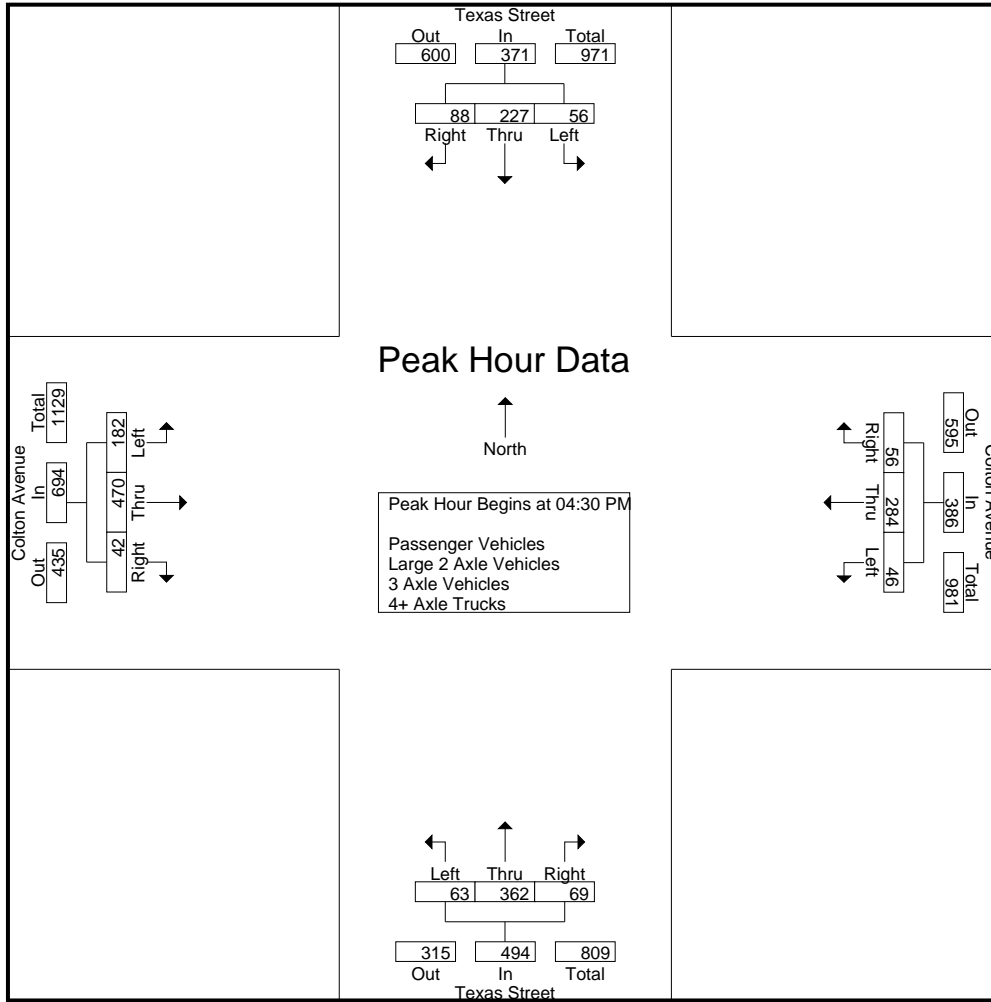 Texas Street
Out In Total
600 371 971
88 227 56
Right Thru Left
Peak Hour Data
North
Peak Hour Begins at 04:30 PM
Passenger Vehicles
Large 2 Axle Vehicles
3 Axle Vehicles
4+ Axle Trucks
Colton Avenue
Total In Out
1129 694 435
182 470 42
Left Thru Right
Colton Avenue
Out In Total
595 386 981
56 284 46
Right Thru Left
Left Thru Right
63 362 69
315 494 809
Out In Total
Texas Street